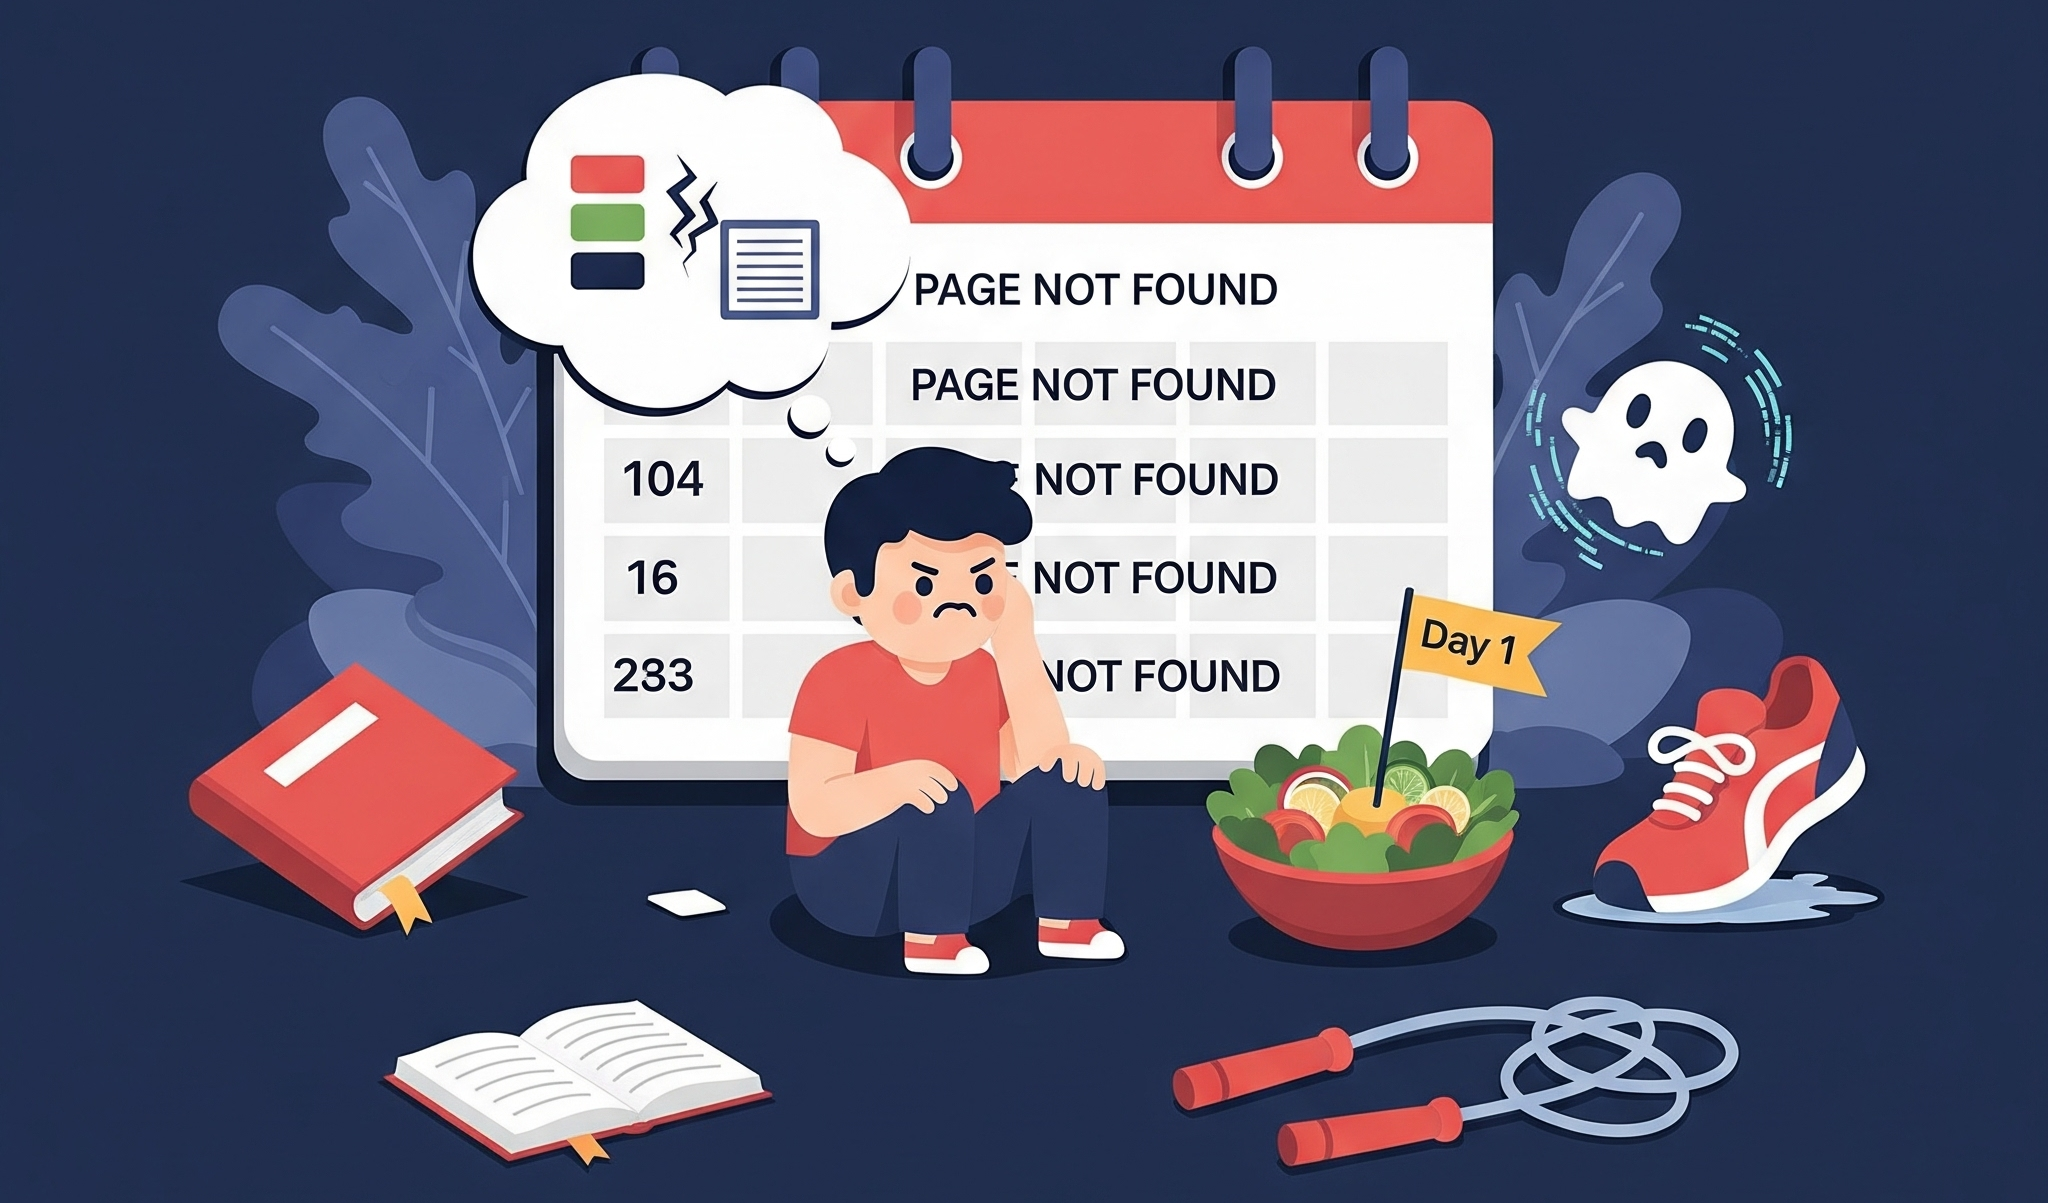 PAGE NOT FOUND
PAGE NOT FOUND
104 NOT FOUND
16 NOT FOUND
233 NOT FOUND
Day 1